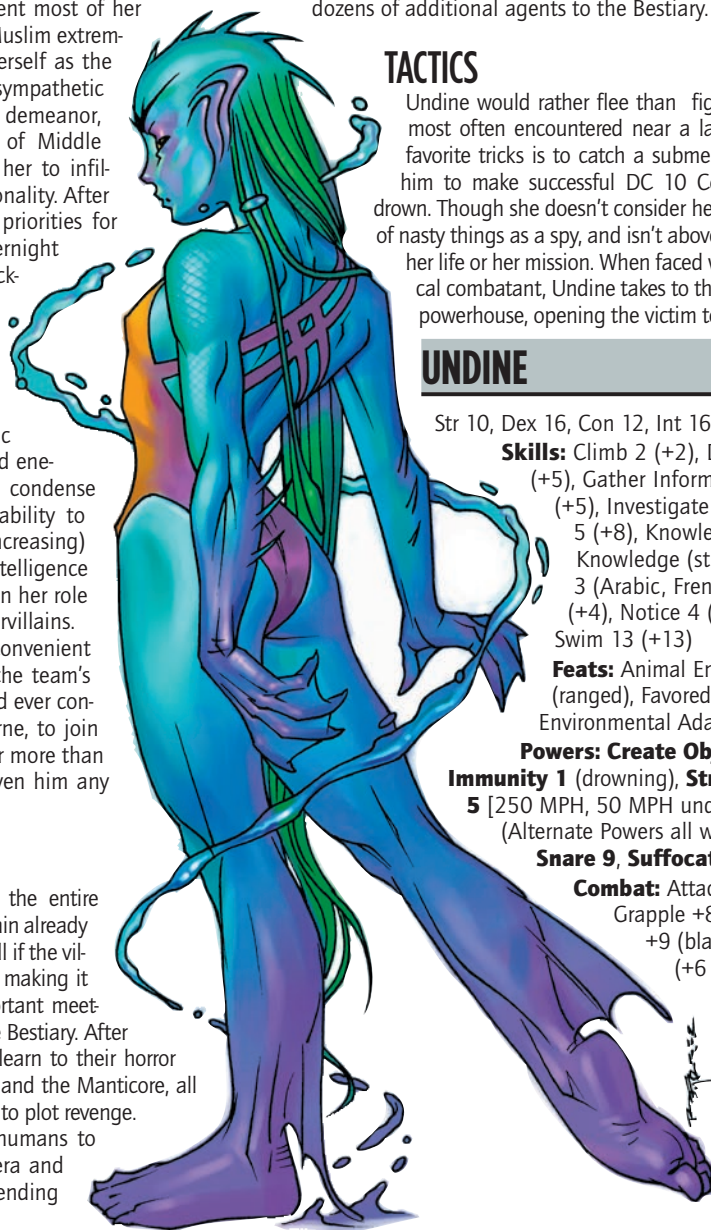 ent most of her
Muslim extrem-
erself as the
sympathetic
demeanor,
of Middle
her to infil-
onality. After
priorities for
ernight
ck-
c
d ene-
condense
ability to
ncreasing)
telligence
n her role
rvillains.
onvenient
he team's
d ever con-
rne, to join
r more than
ven him any
the entire
in already
ll if the vil-
making it
ortant meet-
e Bestiary. After
learn to their horror
and the Manticore, all
to plot revenge.
humans to
era and
ending
dozens of additional agents to the Bestiary.
TACTICS
Undine would rather flee than fig
most often encountered near a la
favorite tricks is to catch a subme
him to make successful DC 10 Co
drown. Though she doesn't consider he
of nasty things as a spy, and isn't above
her life or her mission. When faced
cal combatant, Undine takes to th
powerhouse, opening the victim t
UNDINE
Str 10, Dex 16, Con 12, Int 16
Skills: Climb 2 (+2), D
(+5), Gather Inform
(+5), Investigate
5 (+8), Knowle
Knowledge (st
3 (Arabic, Fren
(+4), Notice 4 (
Swim 13 (+13)
Feats: Animal Em
(ranged), Favored
Environmental Ada
Powers: Create Obj
Immunity 1 (drowning), Str
5 [250 MPH, 50 MPH und
(Alternate Powers all w
Snare 9, Suffocat
Combat: Attac
Grapple +8
+9 (bla
(+6